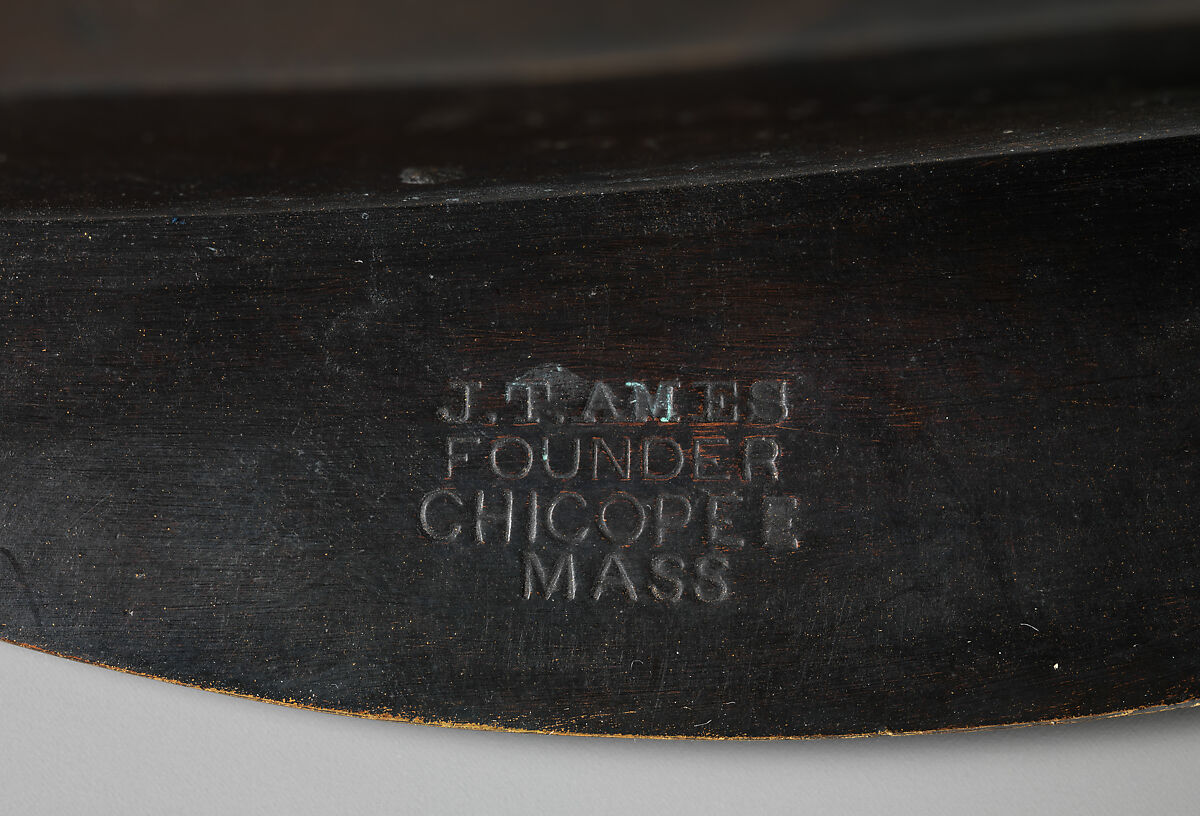 J.T. AMES
FOUNDER
CHICOPEE
MASS